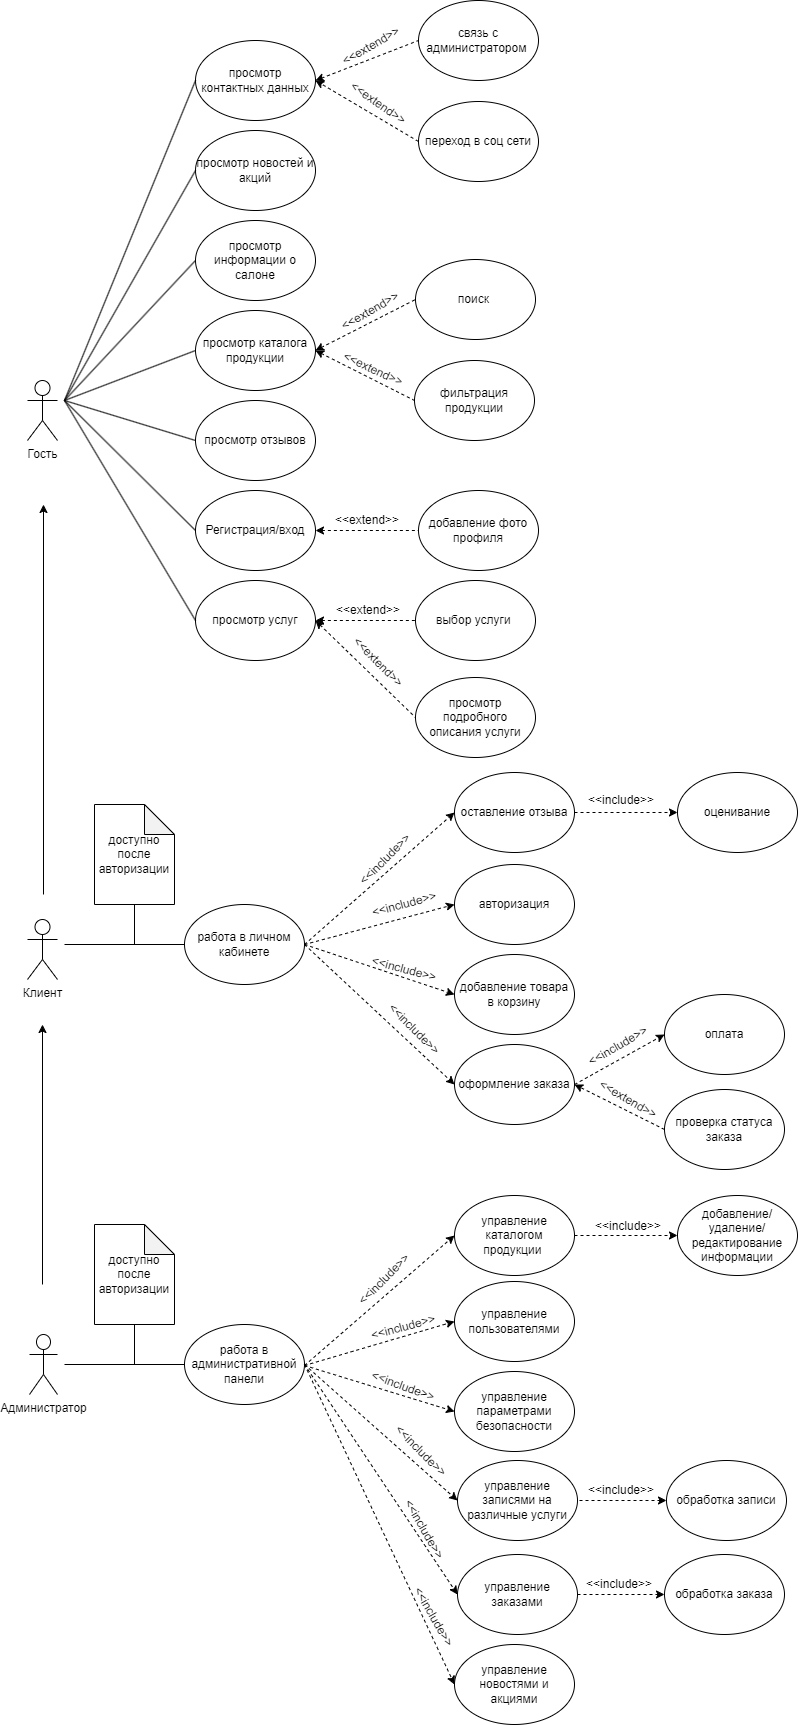 связь с
администратором
<<extend>>
просмотр
контактных данных
<<extend>>
переход в соц сети
просмотр новостей и
акций
просмотр
информации о
салоне
поиск
<<extend>>
просмотр каталога
продукции
<<extend>>
фильтрация
продукции
Гость
просмотр отзывов
Регистрация/вход
<<extend>>
добавление фото
профиля
просмотр услуг
<<extend>>
выбор услуги
<<extend>>
просмотр
подробного
описания услуги
оставление отзыва
<<include>>
оценивание
доступно
после
авторизации
<<include>>
<<include>>
авторизация
работа в личном
кабинете
Клиент
<<include>>
добавление товара
в корзину
<<include>>
оформление заказа
<<include>>
оплата
<<extend>>
проверка статуса
заказа
управление
каталогом
продукции
<<include>>
добавление/
удаление/
редактирование
информации
доступно
после
авторизации
<<include>>
<<include>>
управление
пользователями
работа в
административной
панели
Администратор
<<include>>
управление
параметрами
безопасности
<<include>>
управление
записями на
различные услуги
<<include>>
обработка записи
<<include>>
управление
заказами
<<include>>
обработка заказа
<<include>>
управление
новостями и
акциями